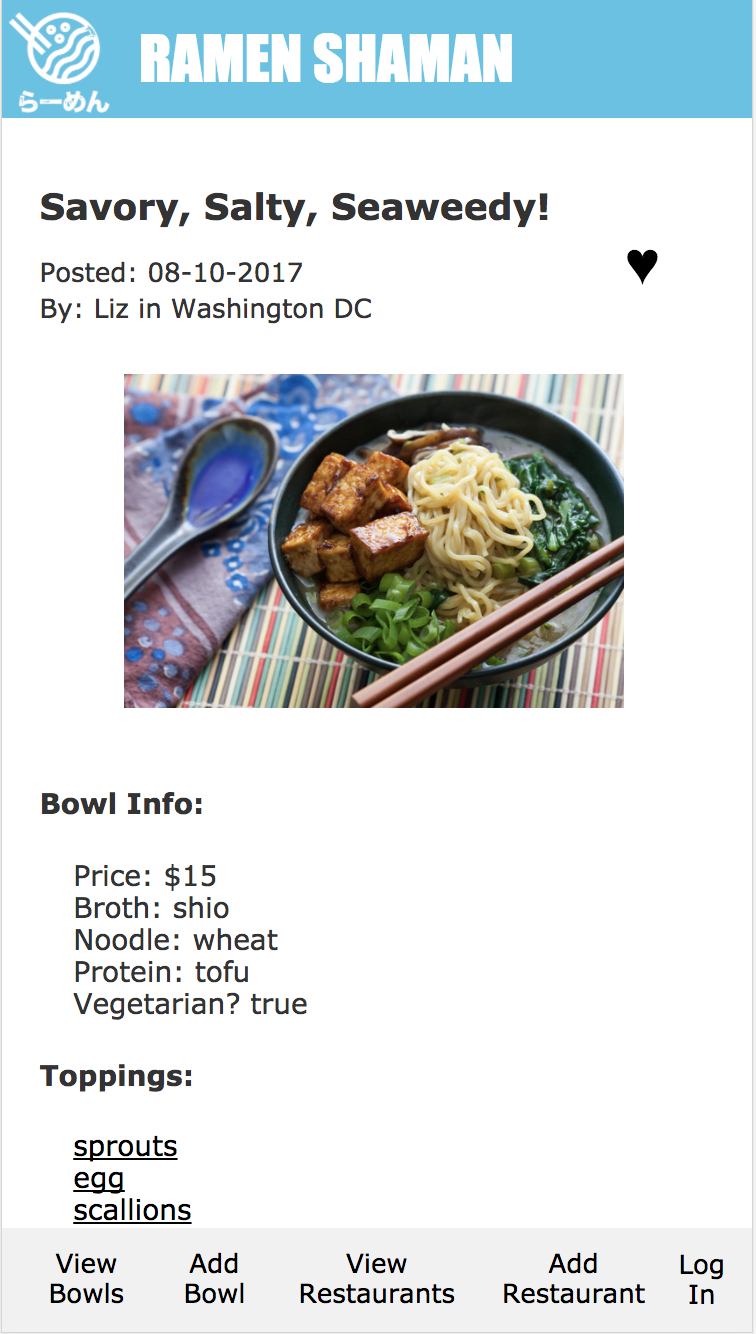 らーめん
RAMEN SHAMAN
Savory, Salty, Seaweedy!
Posted: 08-10-2017
By: Liz in Washington DC
Bowl Info:
Price: $15
Broth: shio
Noodle: wheat
Protein: tofu
Vegetarian? true
Toppings:
sprouts
egg
scallions
View Bowls
Add Bowl
View Restaurants
Add Restaurant
Log In